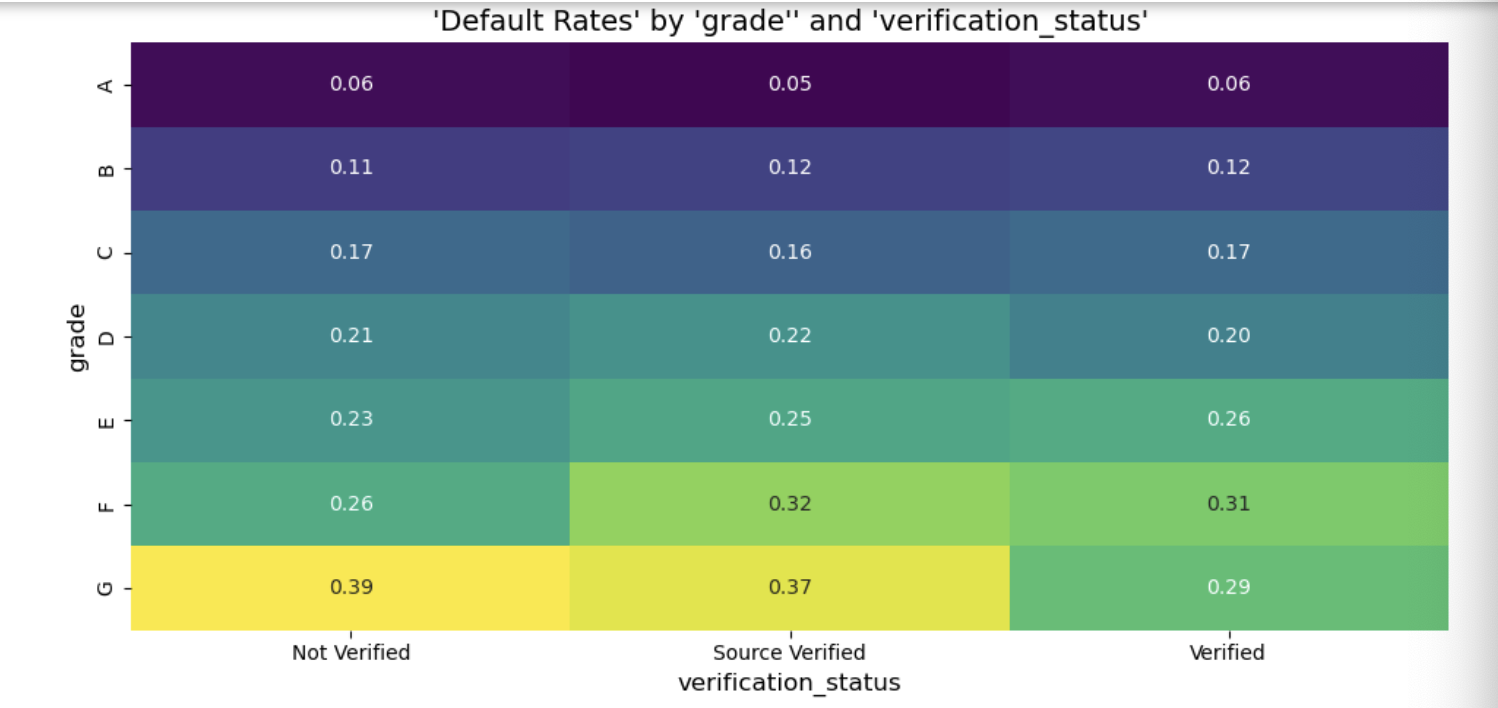 'Default Rates' by 'grade'' and 'verification_status'
A 0.06 0.05 0.06
B 0.11 0.12 0.12
C 0.17 0.16 0.17
D 0.21 0.22 0.20
E 0.23 0.25 0.26
F 0.26 0.32 0.31
G 0.39 0.37 0.29
grade
Not Verified Source Verified Verified
verification_status